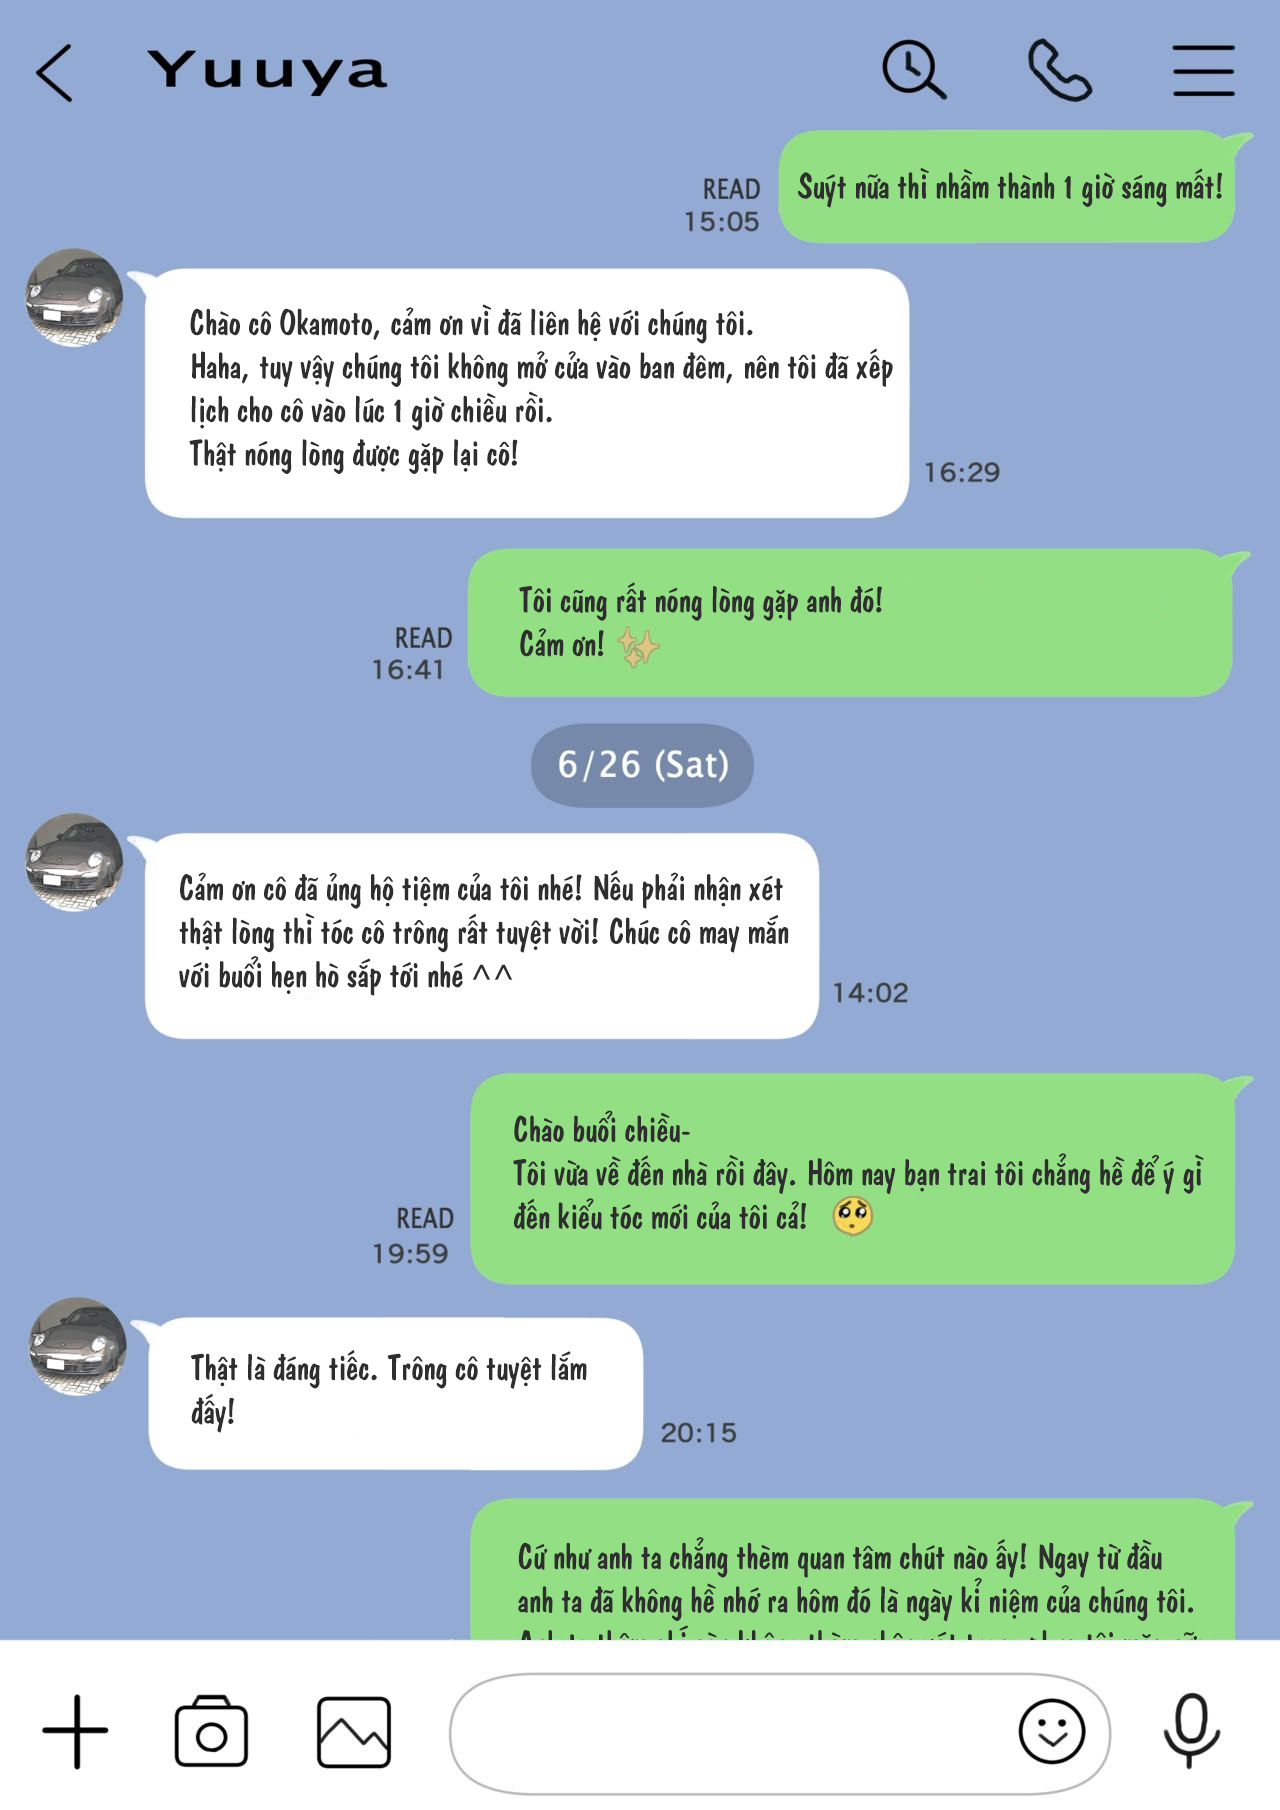 Yuuya
Suýt nữa thì nhầm thành 1 giờ sáng mất!
READ
15:05
Chào cô Okamoto, cảm ơn vì đã liên hệ với chúng tôi.
Haha, tuy vậy chúng tôi không mở cửa vào ban đêm, nên tôi đã xếp
lịch cho cô vào lúc 1 giờ chiều rồi.
Thật nóng lòng được gặp lại cô!
16:29
Tôi cũng rất nóng lòng gặp anh đó!
Cảm ơn! ✨
READ
16:41
6/26 (Sat)
Cảm ơn cô đã ủng hộ tiệm của tôi nhé! Nếu phải nhận xét
thật lòng thì tóc cô trông rất tuyệt vời! Chúc cô may mắn
với buổi hẹn hò sắp tới nhé ^^
14:02
Chào buổi chiều-
Tôi vừa về đến nhà rồi đây. Hôm nay bạn trai tôi chẳng hề để ý gì
đến kiểu tóc mới của tôi cả! 🥺
READ
19:59
Thật là đáng tiếc. Trông cô tuyệt lắm
đấy!
20:15
Cứ như anh ta chẳng thèm quan tâm chút nào ấy! Ngay từ đầu
anh ta đã không hề nhớ ra hôm đó là ngày kỉ niệm của chúng tôi.